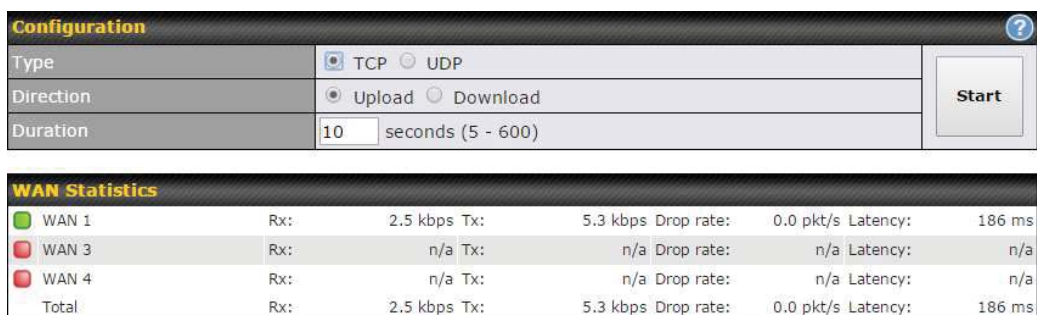 Configuration ?
Type TCP UDP
Direction Upload Download
Duration 10 seconds (5 - 600)
Start
WAN Statistics
WAN 1 Rx: 2.5 kbps Tx: 5.3 kbps Drop rate: 0.0 pkt/s Latency: 186 ms
WAN 3 Rx: n/a Tx: n/a Drop rate: n/a Latency: n/a
WAN 4 Rx: n/a Tx: n/a Drop rate: n/a Latency: n/a
Total Rx: 2.5 kbps Tx: 5.3 kbps Drop rate: 0.0 pkt/s Latency: 186 ms